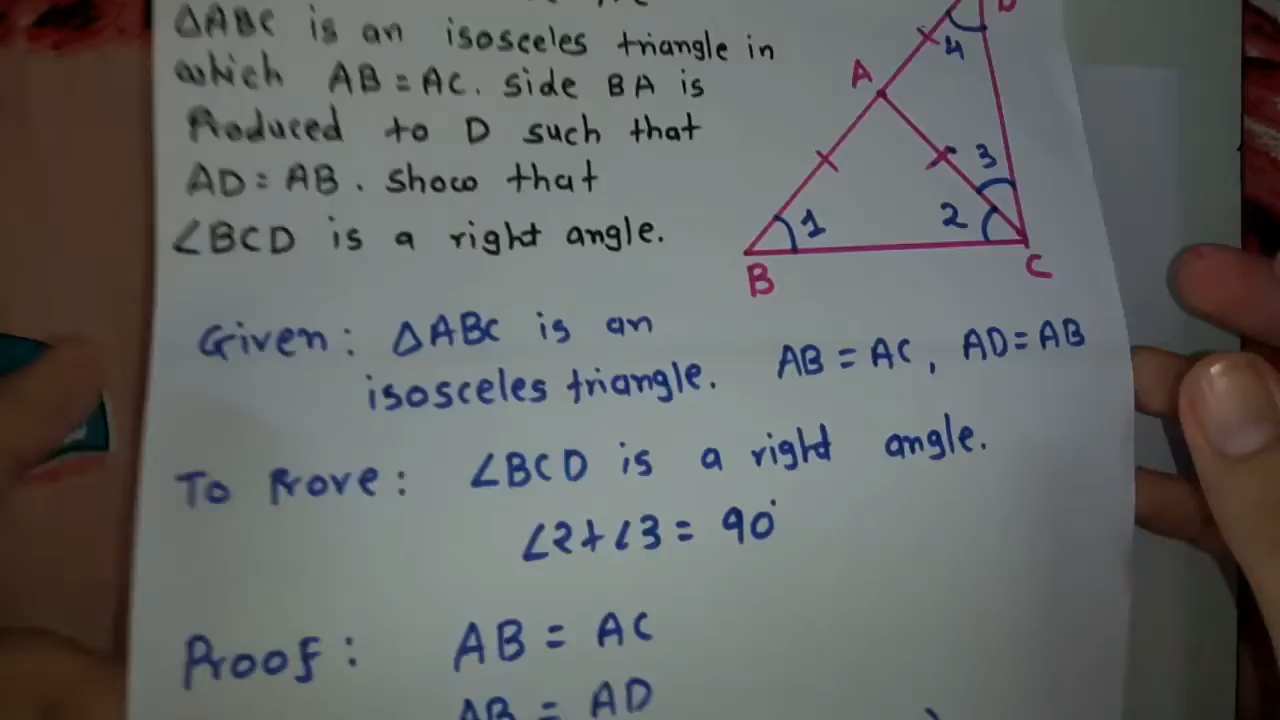 ∆ABC is an isosceles triangle in
which AB = AC. side BA is
Produced to D such that
AD = AB. show that
∠BCD is a right angle.
D
4
A
3
1
2
B
C
Given: ∆ABC is an
isosceles triangle. AB = AC, AD = AB
To Prove: ∠BCD is a right angle.
∠2+∠3 = 90°
Proof: AB = AC
AB = AD